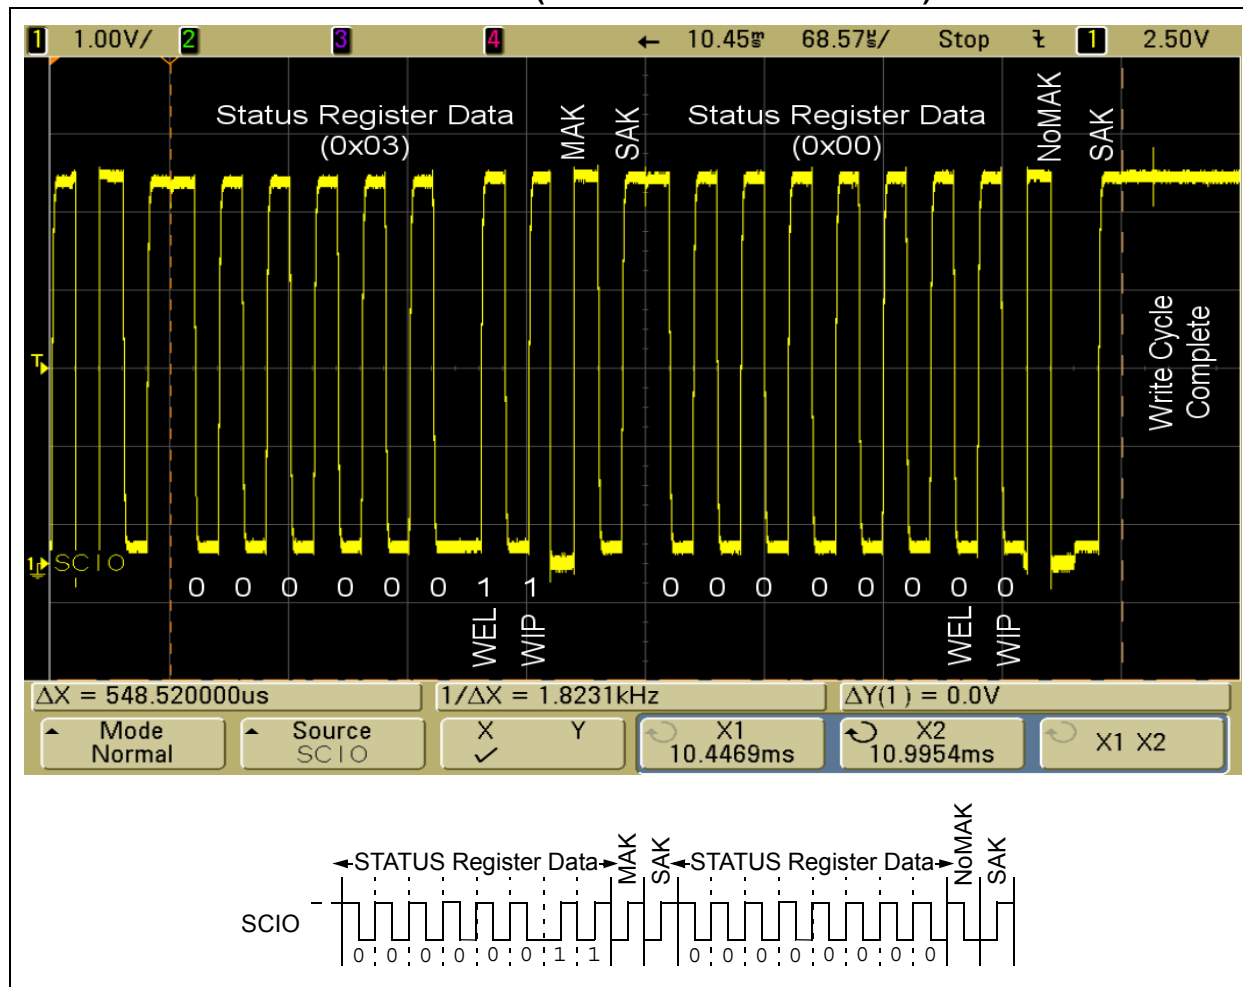 1 1.00V/ 2 3 4 10.45ms 68.57us/ Stop 1 2.50V
Status Register Data
(0x03)
MAK
SAK
Status Register Data
(0x00)
NoMAK
SAK
Write Cycle
Complete
T
1 SCIO
0 0 0 0 0 0 1 1 0 0 0 0 0 0 0 0
WEL WIP WEL WIP
ΔX = 548.520000us 1/ΔX = 1.8231kHz ΔY(1) = 0.0V
Mode
Normal
Source
SCIO
X Y
X1
10.4469ms
X2
10.9954ms
X1 X2
STATUS Register Data MAK SAK STATUS Register Data NoMAK SAK
SCIO
0 0 0 0 0 0 1 1 0 0 0 0 0 0 0 0